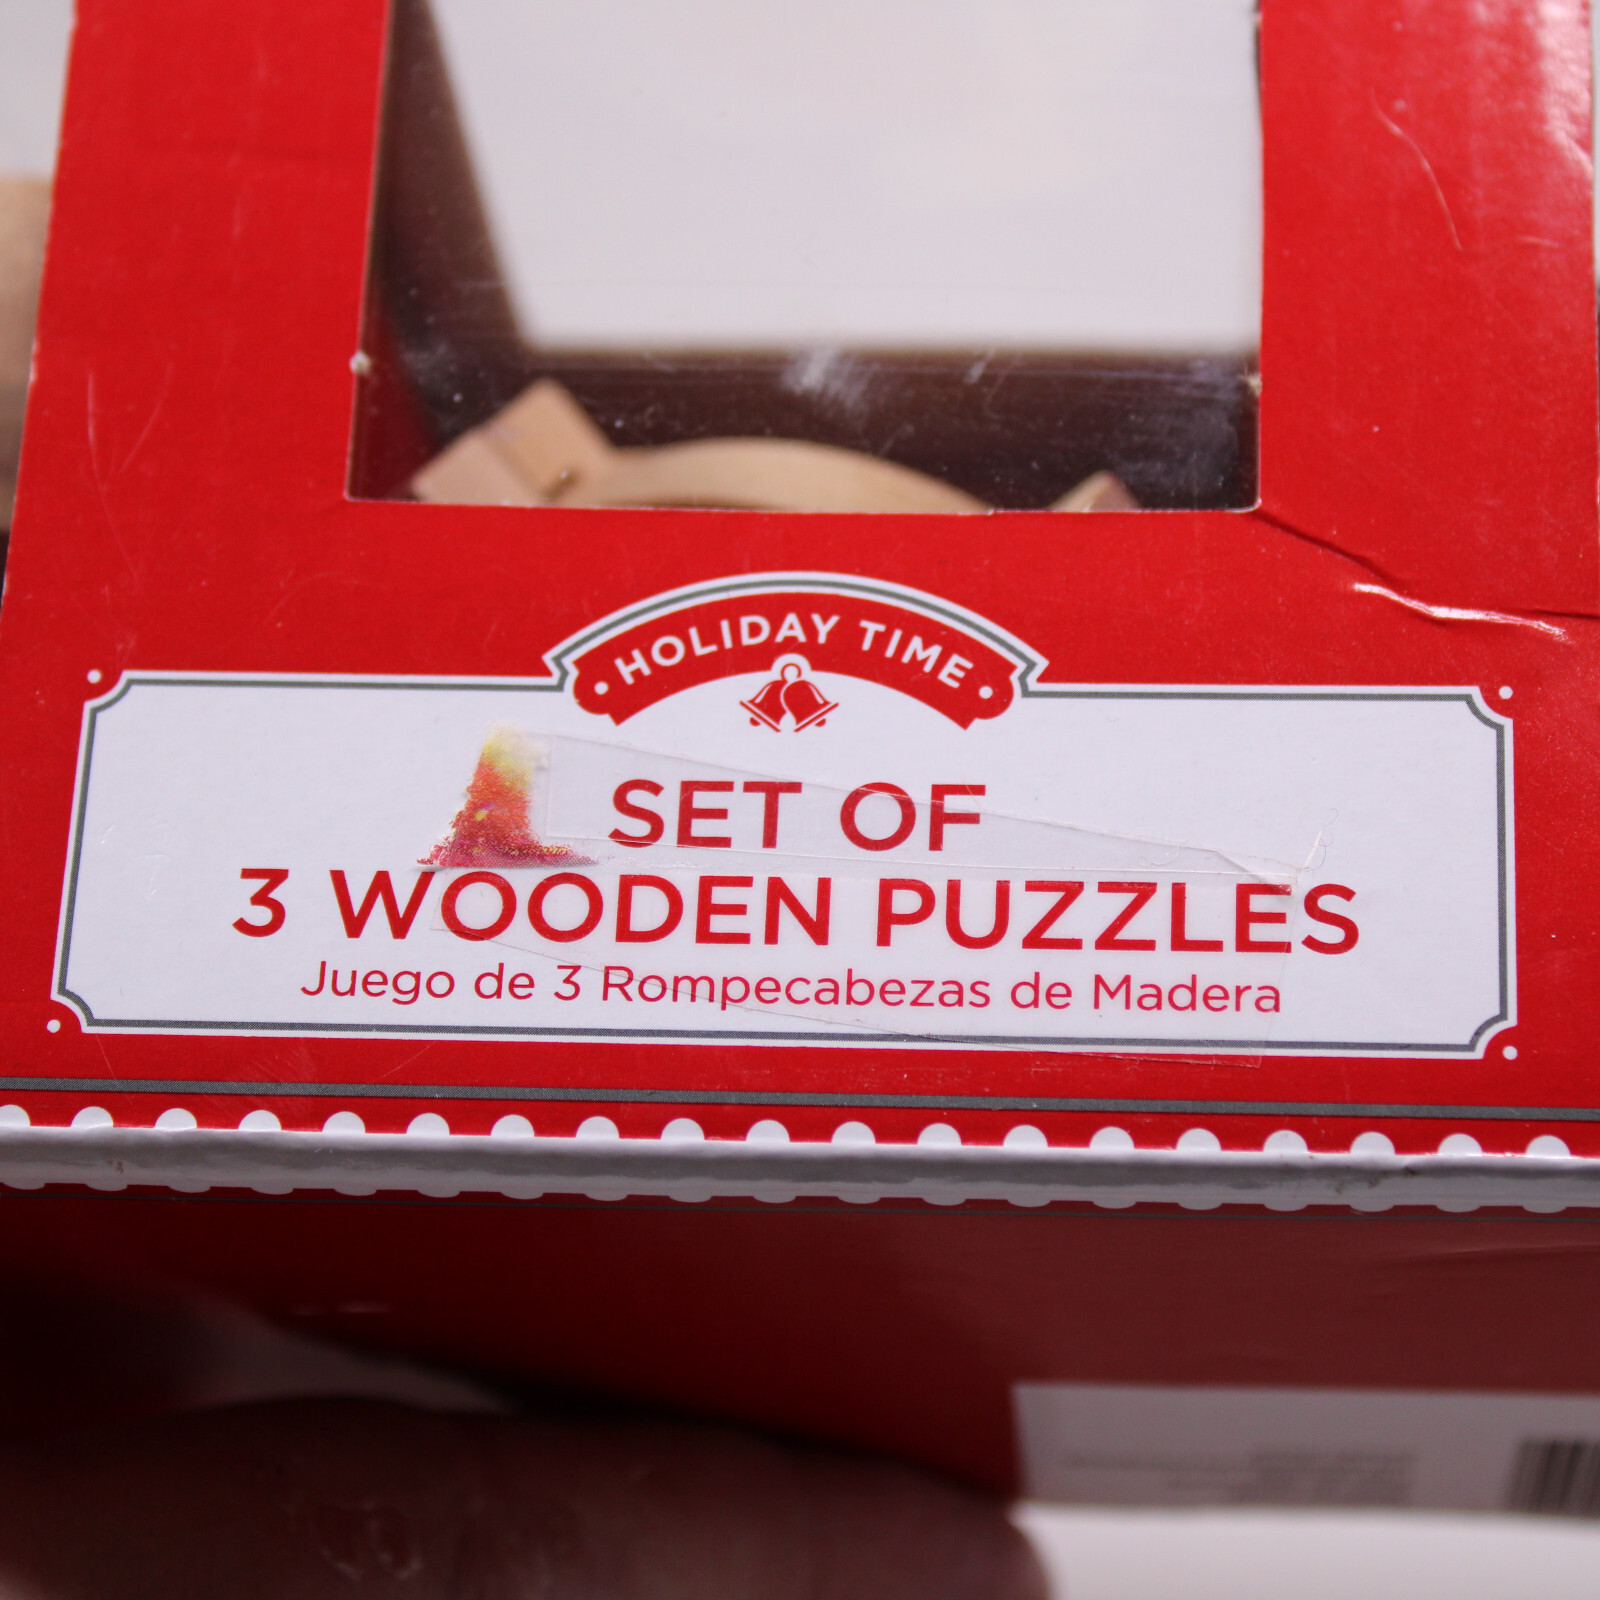 HOLIDAY TIME
SET OF
3 WOODEN PUZZLES
Juego de 3 Rompecabezas de Madera